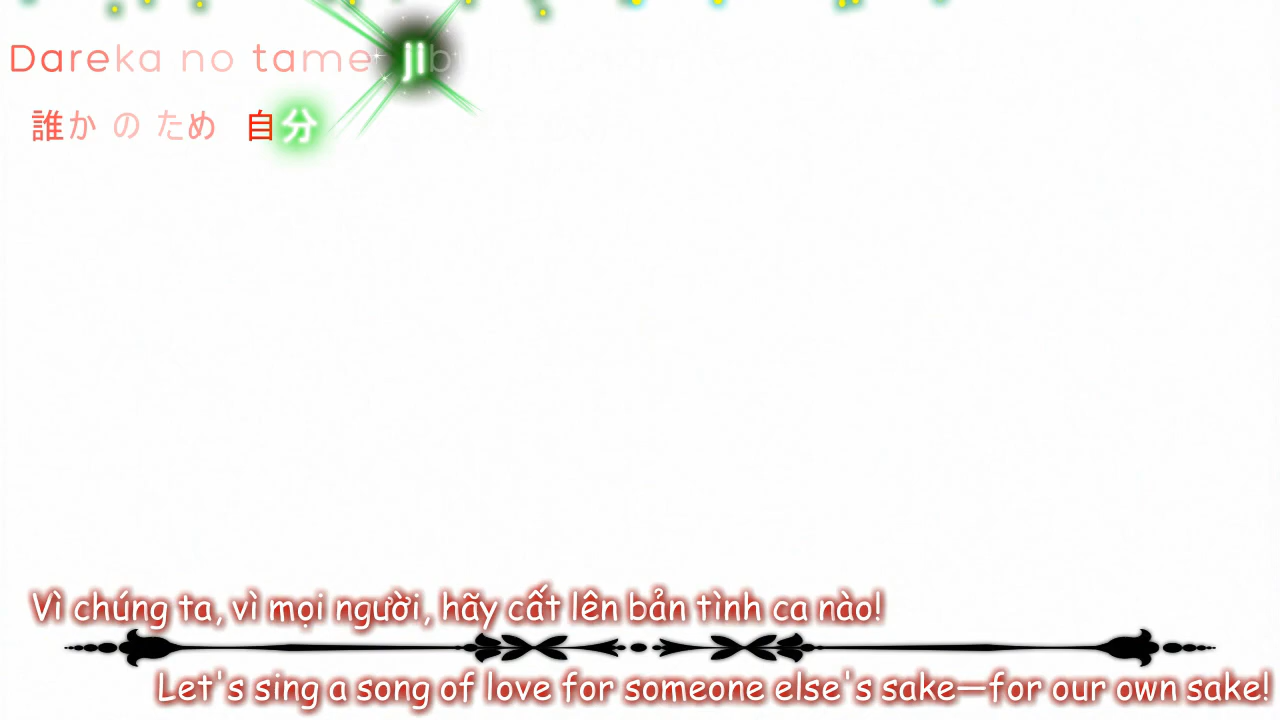 Dareka no tame jib
誰か の ため 自分
Vì chúng ta, vì mọi người, hãy cất lên bản tình ca nào!
Let's sing a song of love for someone else's sake—for our own sake!